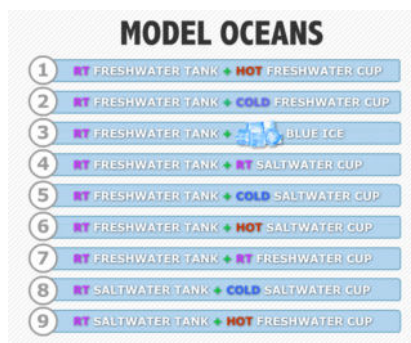 MODEL OCEANS
1 RT FRESHWATER TANK + HOT FRESHWATER CUP
2 RT FRESHWATER TANK + COLD FRESHWATER CUP
3 RT FRESHWATER TANK + BLUE ICE
4 RT FRESHWATER TANK + RT SALTWATER CUP
5 RT FRESHWATER TANK + COLD SALTWATER CUP
6 RT FRESHWATER TANK + HOT SALTWATER CUP
7 RT FRESHWATER TANK + RT FRESHWATER CUP
8 RT SALTWATER TANK + COLD SALTWATER CUP
9 RT SALTWATER TANK + HOT FRESHWATER CUP